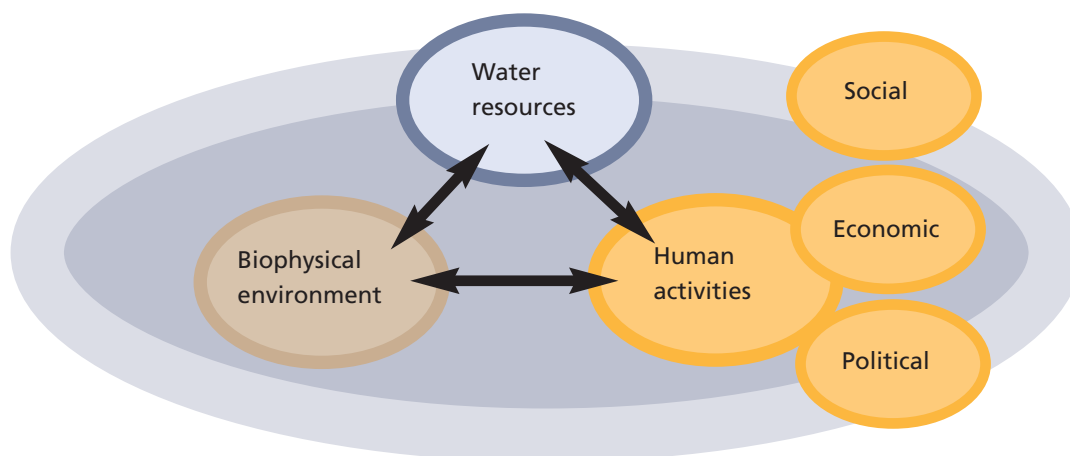 Water
resources
Social
Economic
Biophysical
environment
Human
activities
Political